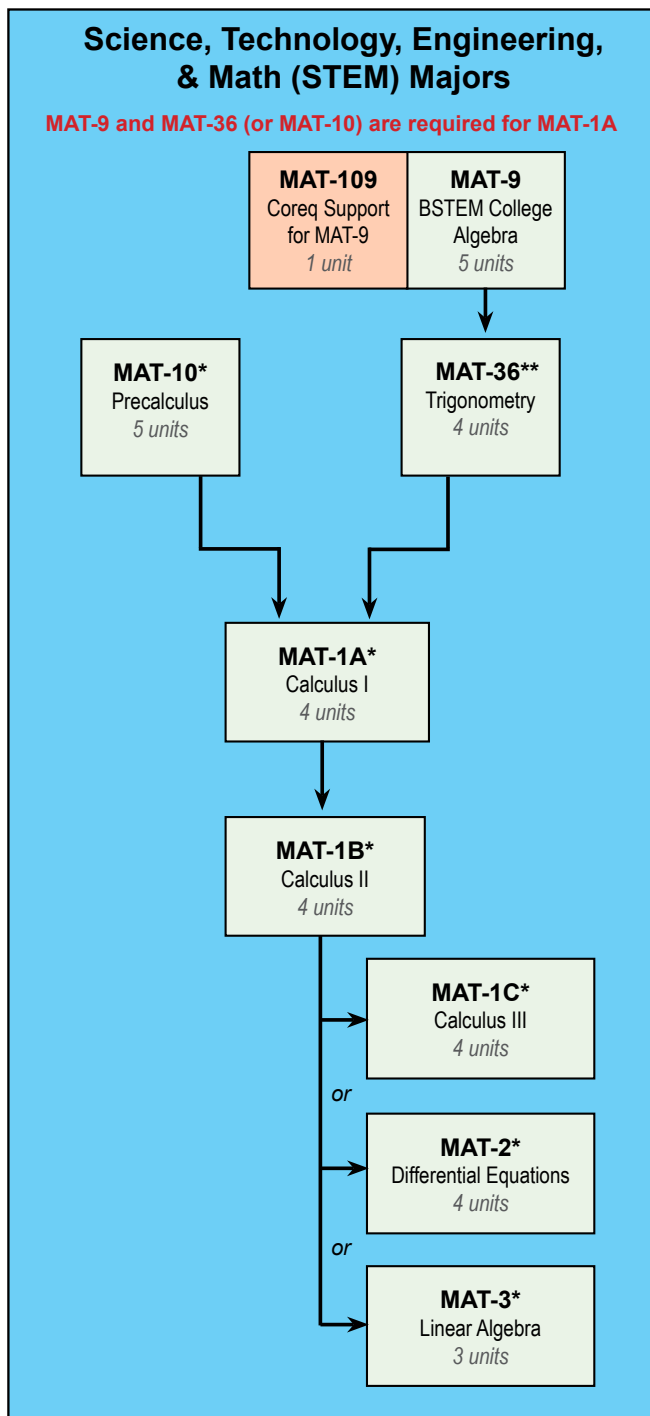 Science, Technology, Engineering,
& Math (STEM) Majors
MAT-9 and MAT-36 (or MAT-10) are required for MAT-1A
MAT-109
Coreq Support
for MAT-9
1 unit
MAT-9
BSTEM College
Algebra
5 units
MAT-10*
Precalculus
5 units
MAT-36**
Trigonometry
4 units
MAT-1A*
Calculus I
4 units
MAT-1B*
Calculus II
4 units
MAT-1C*
Calculus III
4 units
or
MAT-2*
Differential Equations
4 units
or
MAT-3*
Linear Algebra
3 units